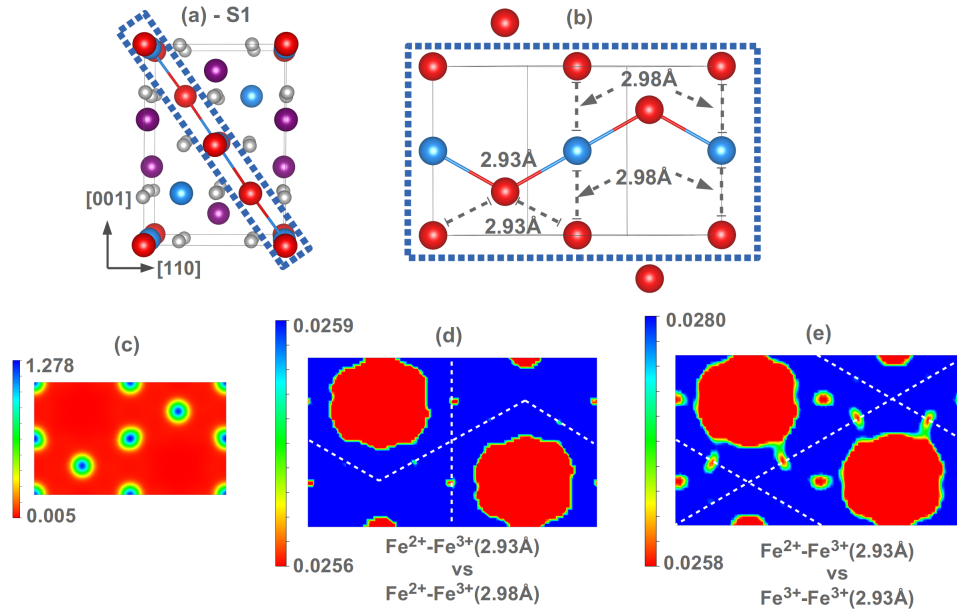 (a) - S1
(b)
2.98Å
2.93Å
2.98Å
2.93Å
[001]
[110]
(c)
1.278
0.005
(d)
0.0259
0.0256
Fe²⁺-Fe³⁺(2.93Å)
vs
Fe²⁺-Fe³⁺(2.98Å)
(e)
0.0280
0.0258
Fe²⁺-Fe³⁺(2.93Å)
vs
Fe³⁺-Fe³⁺(2.93Å)